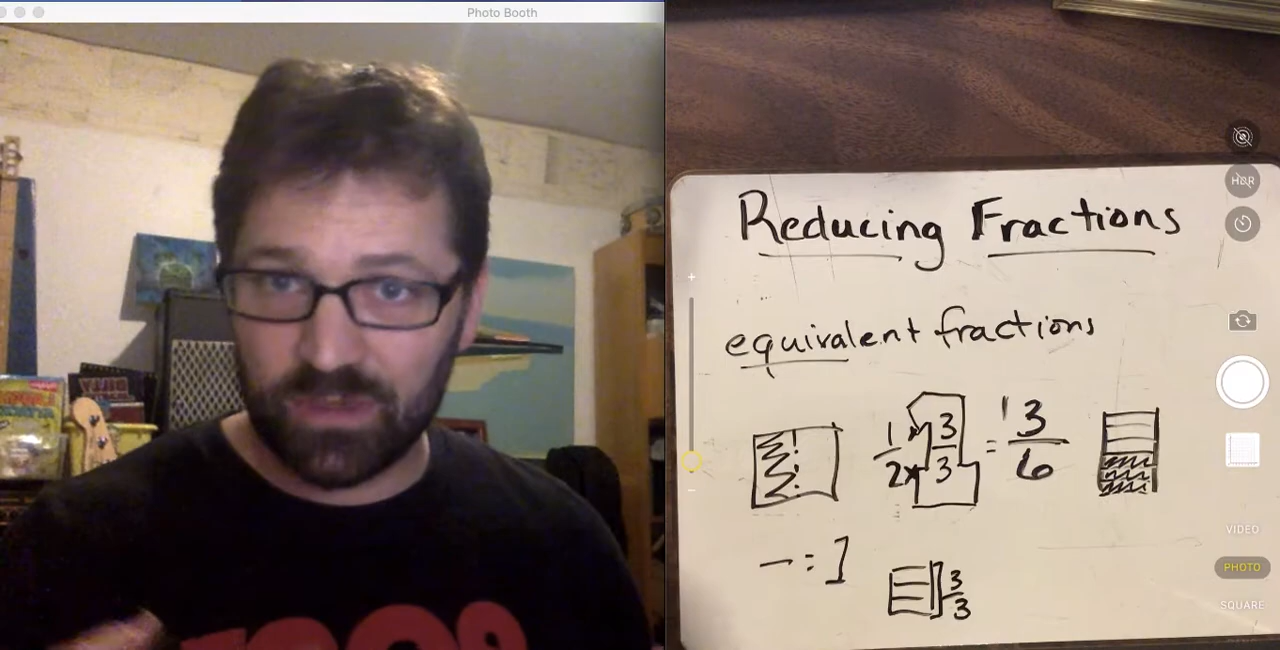 Photo Booth
BILLY
Reducing Fractions
equivalent fractions
1/2 × 3/3 = 3/6
— : 1
3/3
HDR
VIDEO
PHOTO
SQUARE